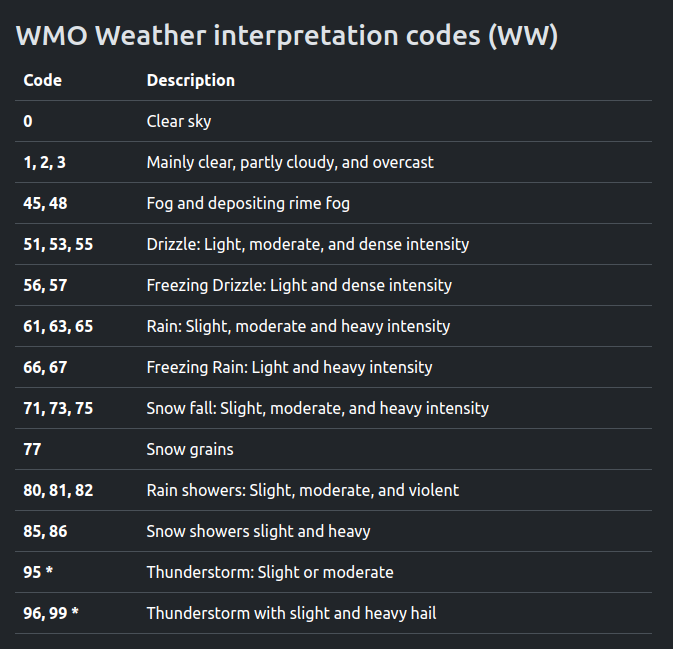 WMO Weather interpretation codes (WW)
Code Description
0 Clear sky
1, 2, 3 Mainly clear, partly cloudy, and overcast
45, 48 Fog and depositing rime fog
51, 53, 55 Drizzle: Light, moderate, and dense intensity
56, 57 Freezing Drizzle: Light and dense intensity
61, 63, 65 Rain: Slight, moderate and heavy intensity
66, 67 Freezing Rain: Light and heavy intensity
71, 73, 75 Snow fall: Slight, moderate, and heavy intensity
77 Snow grains
80, 81, 82 Rain showers: Slight, moderate, and violent
85, 86 Snow showers slight and heavy
95 * Thunderstorm: Slight or moderate
96, 99 * Thunderstorm with slight and heavy hail